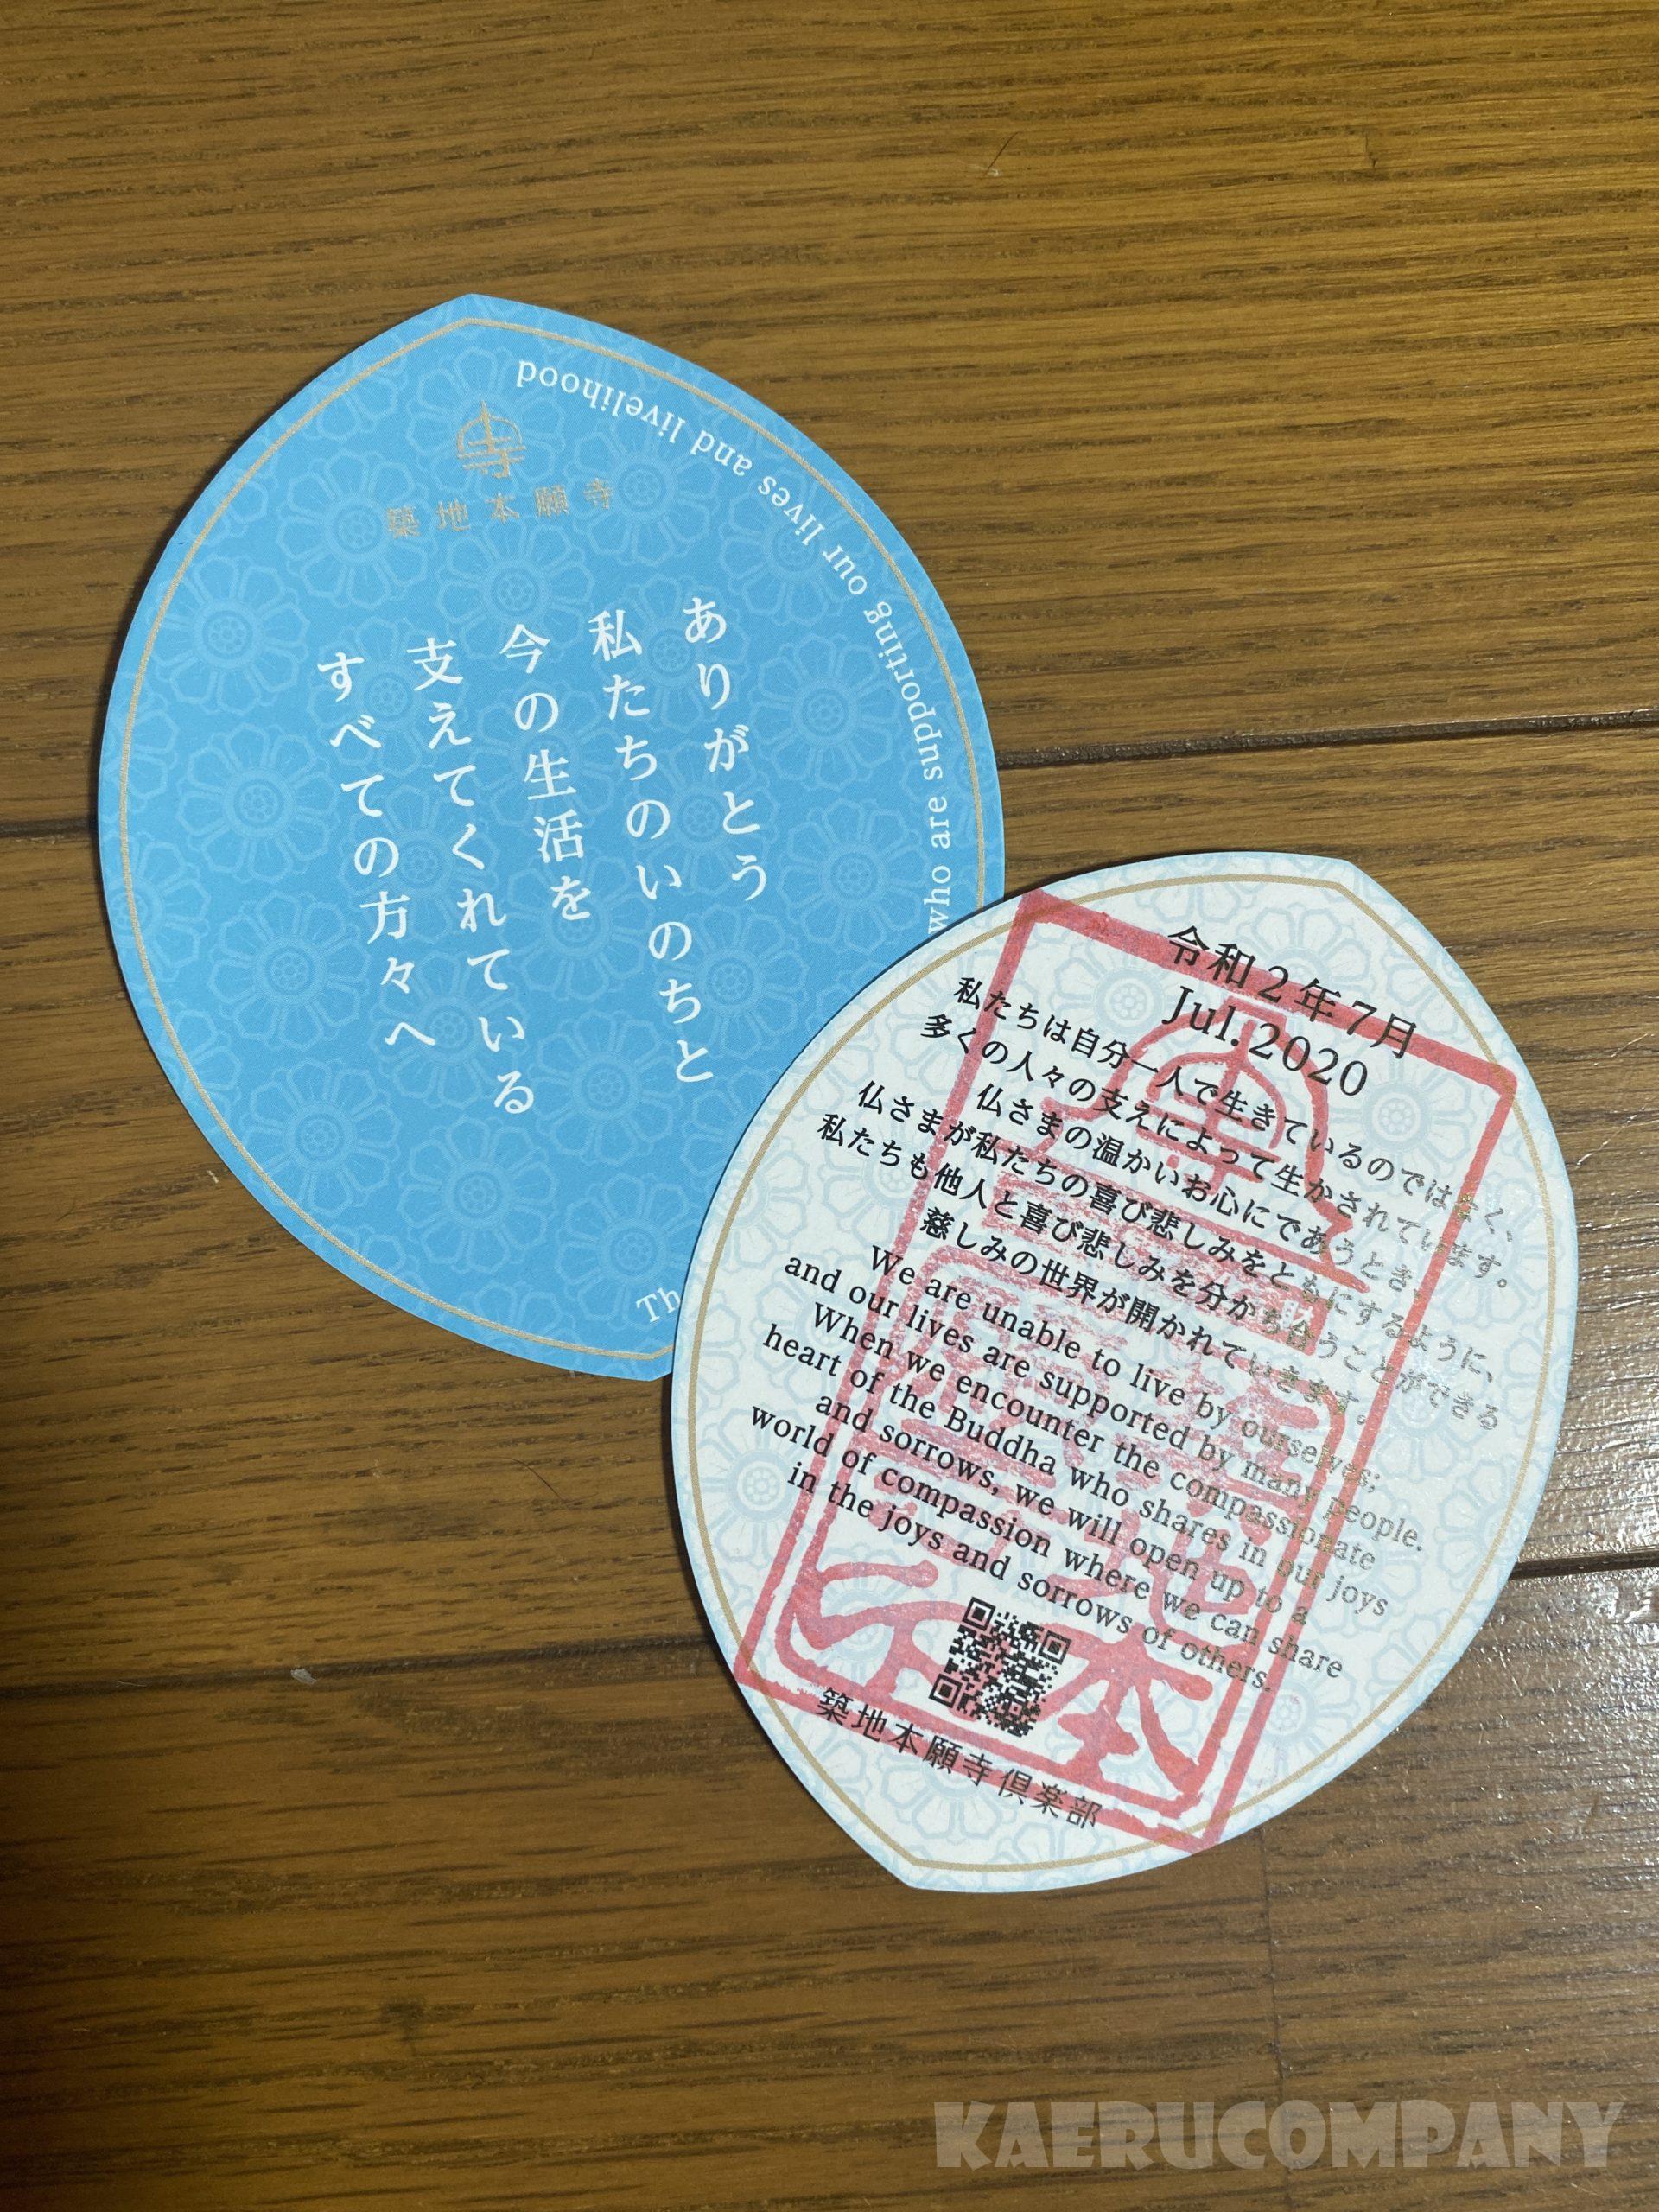 築地本願寺
ありがとう
私たちのいのちと
今の生活を
支えてくれている
すべての方々へ
Th
who are supporting our lives and livelihood
令和2年7月
Jul.2020
私たちは自分一人で生きているのではなく、
多くの人々の支えによって生かされています。
仏さまの温かいお心にであうとき、
仏さまが私たちの喜び悲しみをともにするように、
私たちも他人と喜び悲しみを分かち合うことができる
慈しみの世界が開かれていきます。
We are unable to live by ourselves;
and our lives are supported by many people.
When we encounter the compassionate
heart of the Buddha who shares in our joys
and sorrows, we will open up to a
world of compassion where we can share
in the joys and sorrows of others.
築地本願寺倶楽部
KAERUCOMPANY